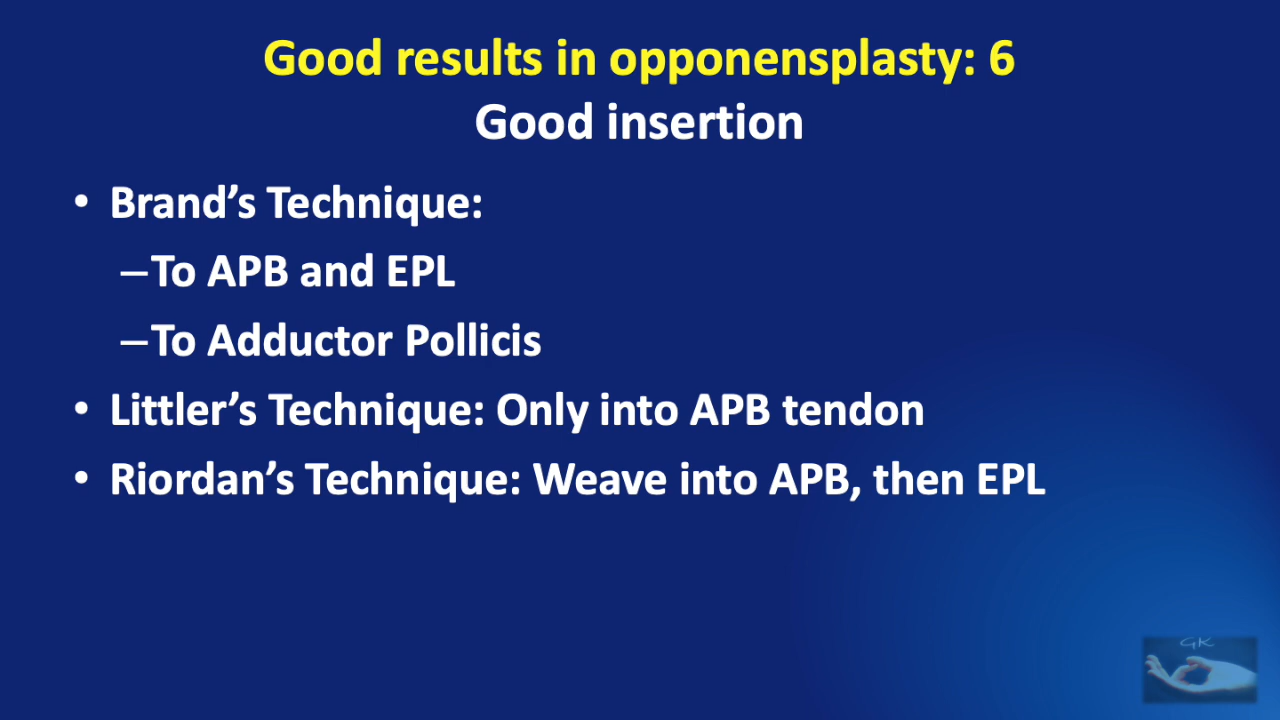 Good results in opponensplasty: 6
Good insertion
• Brand’s Technique:
–To APB and EPL
–To Adductor Pollicis
• Littler’s Technique: Only into APB tendon
• Riordan’s Technique: Weave into APB, then EPL
GK